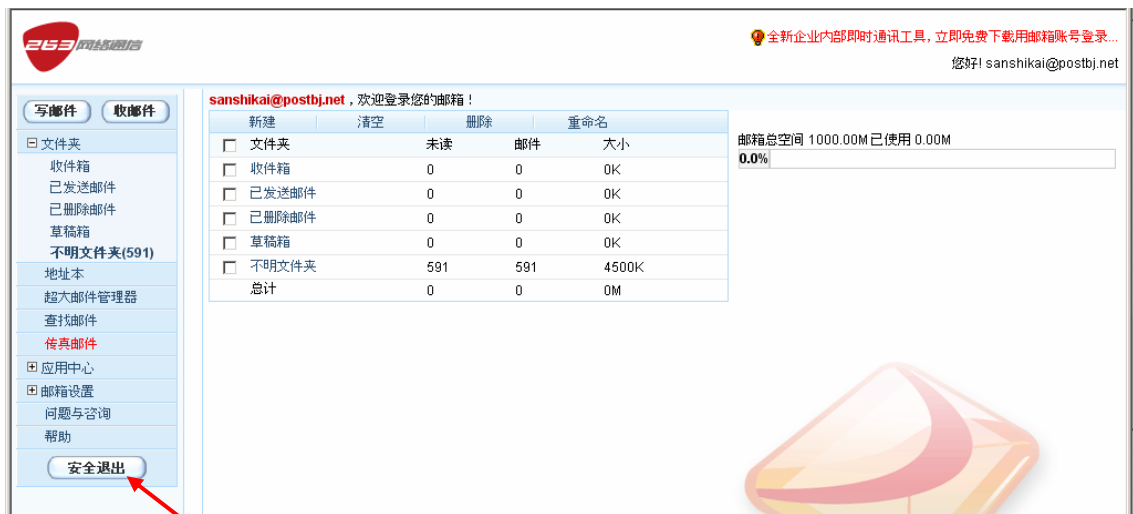 263网络通信
全新企业内部即时通讯工具，立即免费下载用邮箱账号登录...
您好! sanshikai@postbj.net
写邮件 收邮件
文件夹
收件箱
已发送邮件
已删除邮件
草稿箱
不明文件夹(591)
地址本
超大邮件管理器
查找邮件
传真邮件
应用中心
邮箱设置
问题与咨询
帮助
安全退出
sanshikai@postbj.net，欢迎登录您的邮箱！
新建 清空 删除 重命名
文件夹 未读 邮件 大小
收件箱 0 0 0K
已发送邮件 0 0 0K
已删除邮件 0 0 0K
草稿箱 0 0 0K
不明文件夹 591 591 4500K
总计 0 0 0M
邮箱总空间 1000.00M 已使用 0.00M
0.0%